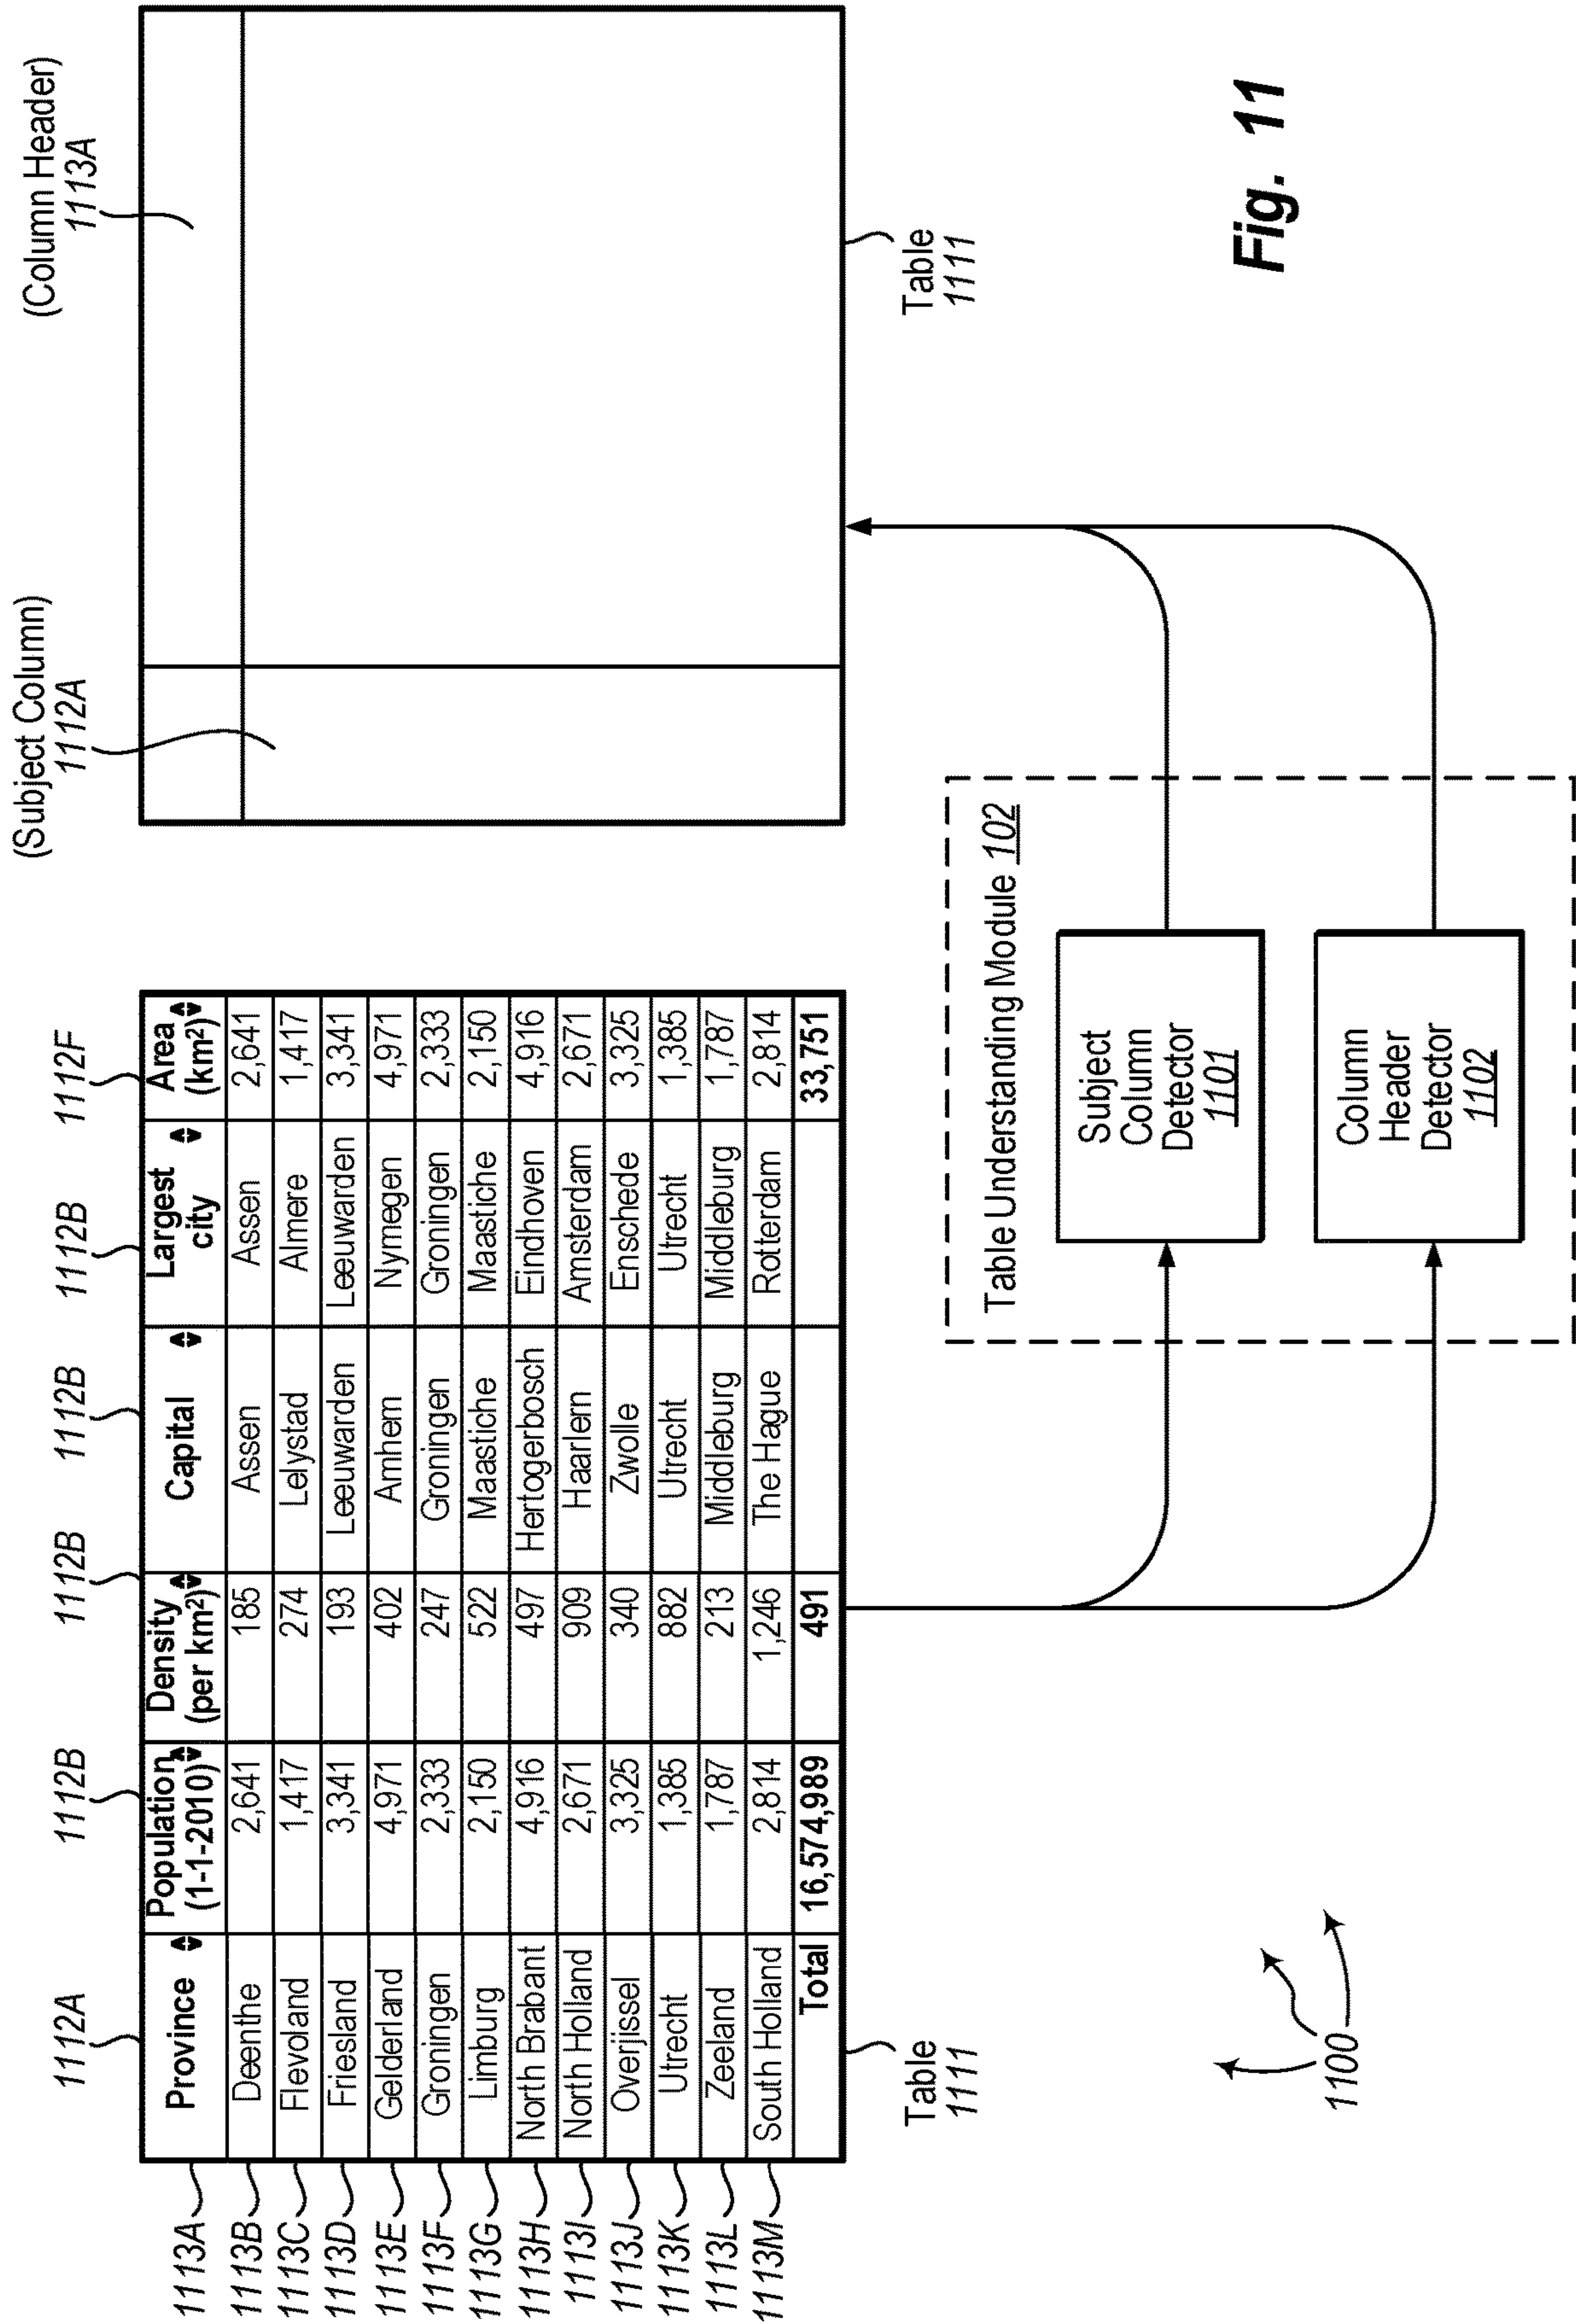 1112A 1112B 1112B 1112B 1112B 1112F
1113A Province Population (1-1-2010) Density (per km²) Capital Largest city Area (km²)
1113B Deenthe 2,641 185 Assen Assen 2,641
1113C Flevoland 1,417 274 Lelystad Almere 1,417
1113D Friesland 3,341 193 Leeuwarden Leeuwarden 3,341
1113E Gelderland 4,971 402 Arnhem Nymegen 4,971
1113F Groningen 2,333 247 Groningen Groningen 2,333
1113G Limburg 2,150 522 Maastiche Maastiche 2,150
1113H North Brabant 4,916 497 Hertogerbosch Eindhoven 4,916
1113I North Holland 2,671 909 Haarlem Amsterdam 2,671
1113J Overjissel 3,325 340 Zwolle Enschede 3,325
1113K Utrecht 1,385 882 Utrecht Utrecht 1,385
1113L Zeeland 1,787 213 Middleburg Middleburg 1,787
1113M South Holland 2,814 1,246 The Hague Rotterdam 2,814
Total 16,574,989 491 33,751
Table
1111
(Subject Column)
1112A
(Column Header)
1113A
Table
1111
Table Understanding Module 102
Subject
Column
Detector
1101
Column
Header
Detector
1102
1100
Fig. 11